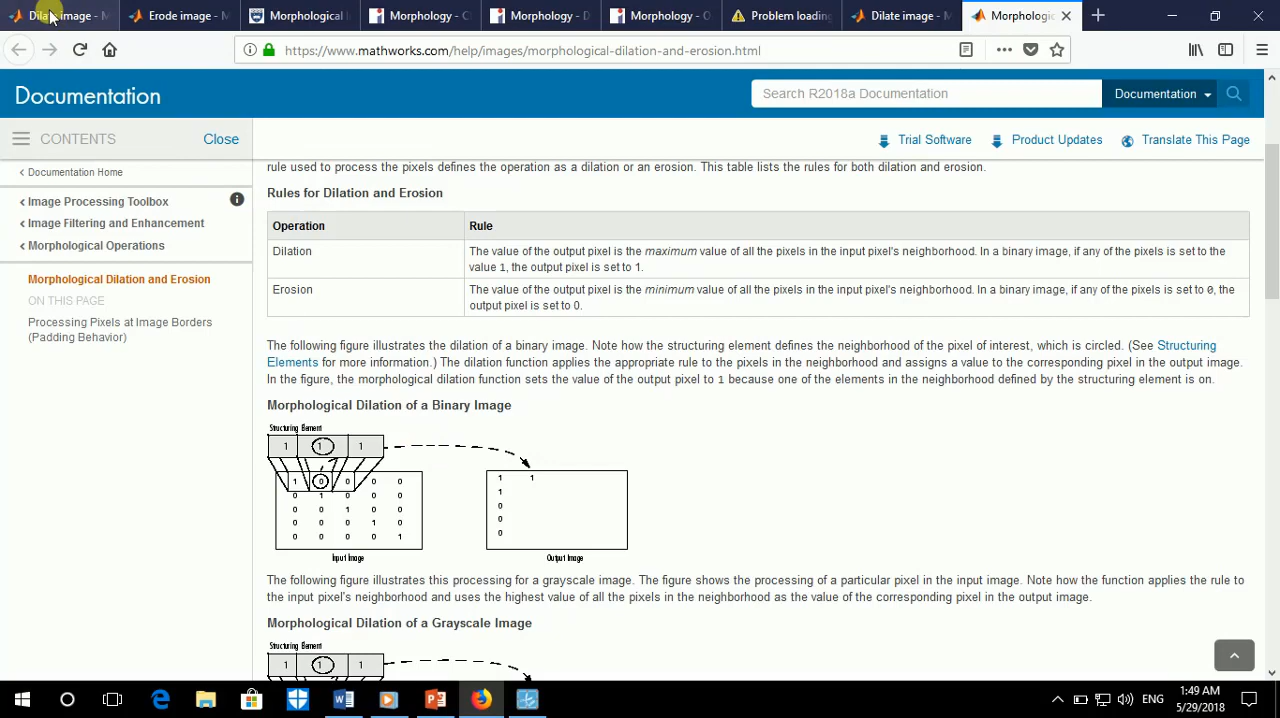 Dilate image - M
Erode image - M
Morphological
Morphology - C
Morphology - D
Morphology - 
Problem loading
Dilate image - M
Morphologic
https://www.mathworks.com/help/images/morphological-dilation-and-erosion.html
Documentation
Search R2018a Documentation
Documentation
CONTENTS
Close
Trial Software
Product Updates
Translate This Page
Documentation Home
Image Processing Toolbox
Image Filtering and Enhancement
Morphological Operations
Morphological Dilation and Erosion
ON THIS PAGE
Processing Pixels at Image Borders
(Padding Behavior)
rule used to process the pixels defines the operation as a dilation or an erosion. This table lists the rules for both dilation and erosion.
Rules for Dilation and Erosion
Operation Rule
Dilation
The value of the output pixel is the maximum value of all the pixels in the input pixel's neighborhood. In a binary image, if any of the pixels is set to the
value 1, the output pixel is set to 1.
Erosion
The value of the output pixel is the minimum value of all the pixels in the input pixel's neighborhood. In a binary image, if any of the pixels is set to 0, the
output pixel is set to 0.
The following figure illustrates the dilation of a binary image. Note how the structuring element defines the neighborhood of the pixel of interest, which is circled. (See Structuring
Elements for more information.) The dilation function applies the appropriate rule to the pixels in the neighborhood and assigns a value to the corresponding pixel in the output image.
In the figure, the morphological dilation function sets the value of the output pixel to 1 because one of the elements in the neighborhood defined by the structuring element is on.
Morphological Dilation of a Binary Image
Structuring Element
1 1 1
1 0 0 0 0
0 1 0 0 0
0 0 1 0 0
0 0 0 1 0
0 0 0 0 1
Input Image
1 1
1
0
0
0
Output Image
The following figure illustrates this processing for a grayscale image. The figure shows the processing of a particular pixel in the input image. Note how the function applies the rule to
the input pixel's neighborhood and uses the highest value of all the pixels in the neighborhood as the value of the corresponding pixel in the output image.
Morphological Dilation of a Grayscale Image
Structuring Element
1 1 1
ENG
1:49 AM
5/29/2018